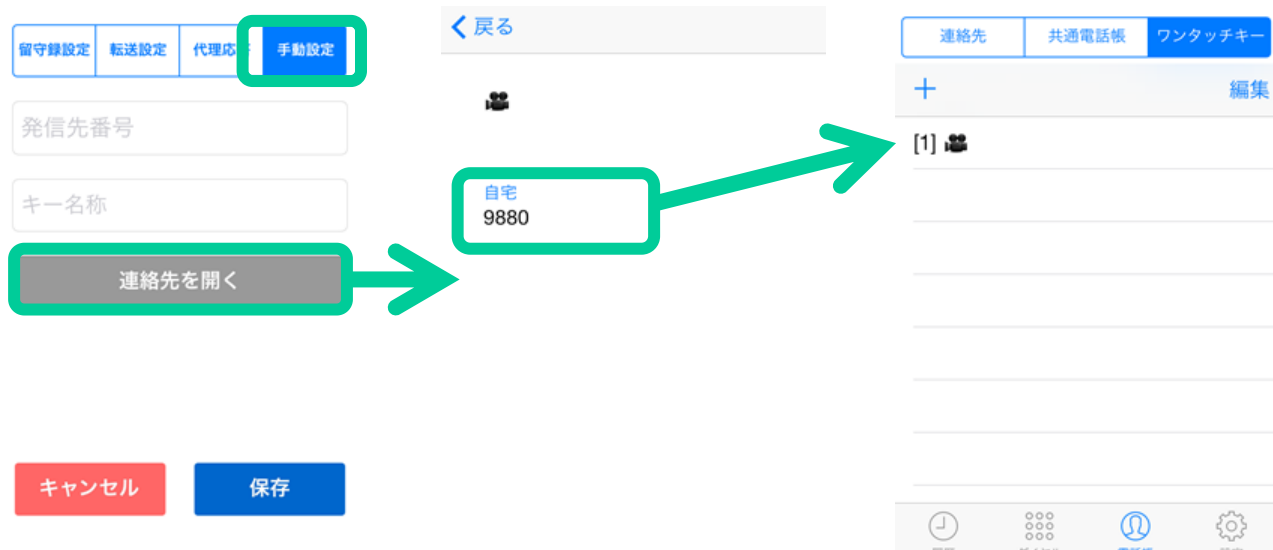 留守録設定
転送設定
代理応
手動設定
発信先番号
キー名称
連絡先を開く
キャンセル
保存
戻る
自宅
9880
連絡先
共通電話帳
ワンタッチキー
+
編集
[1]